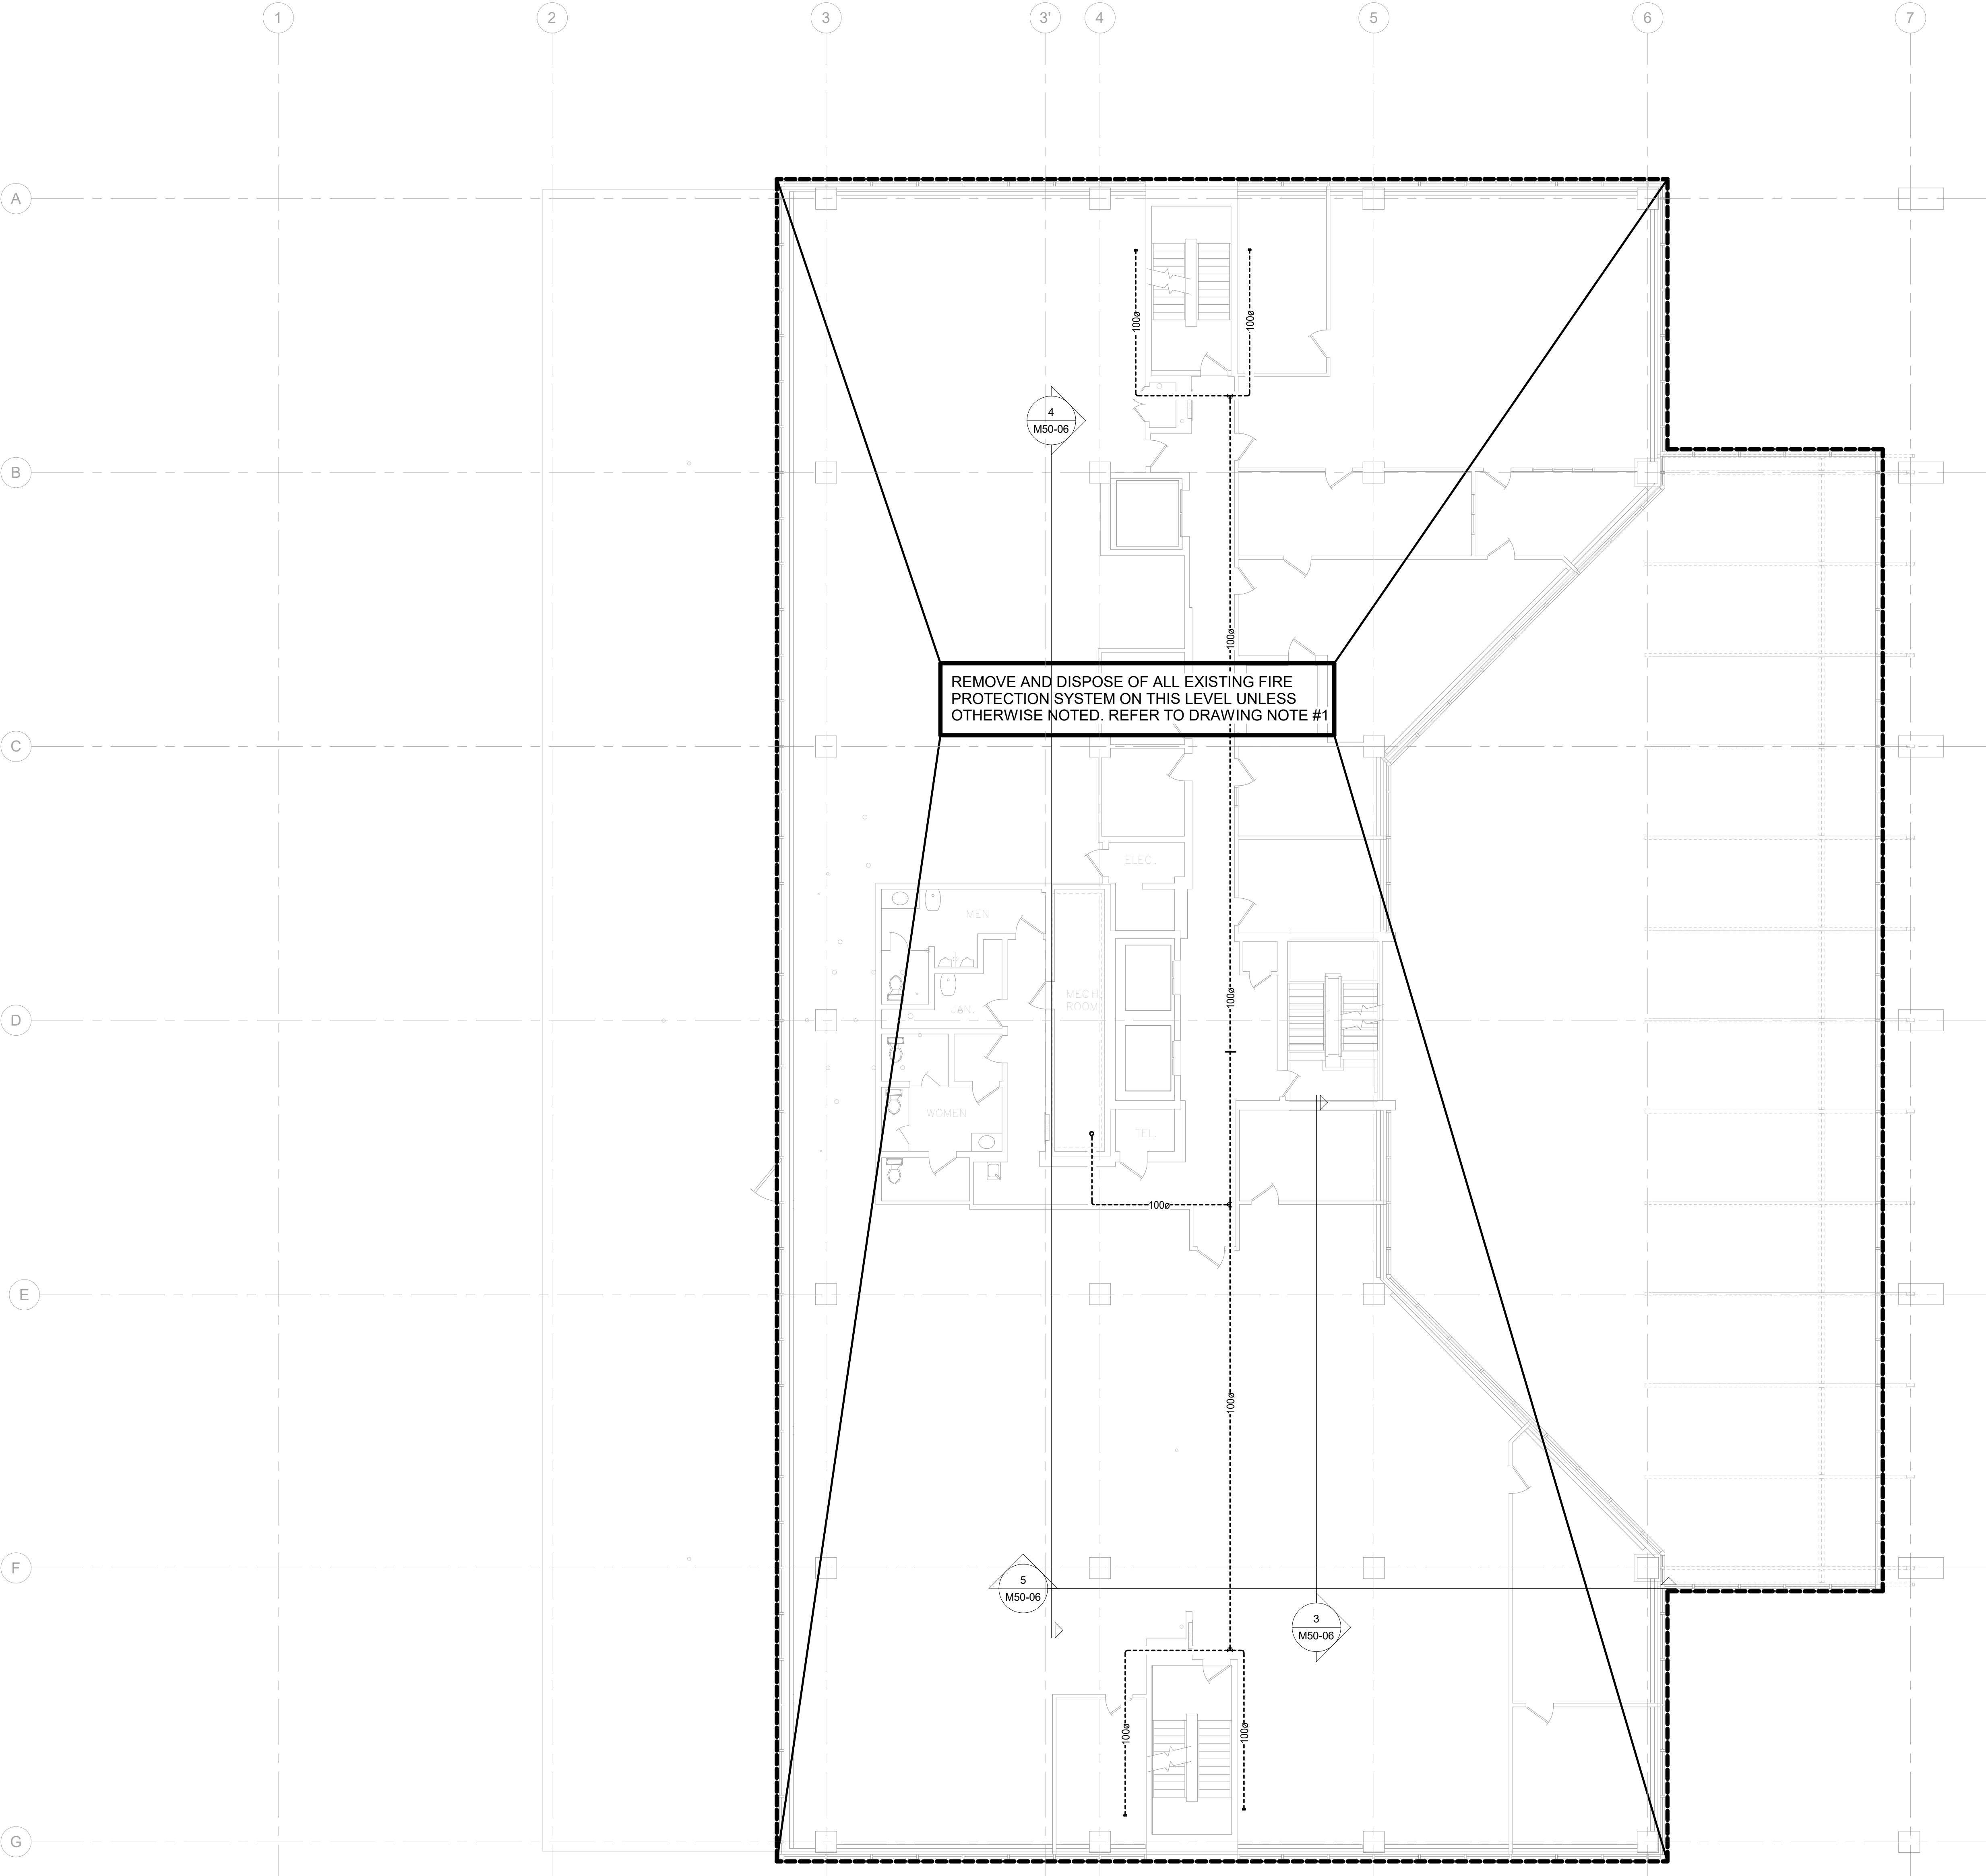 1
2
3
3'
4
5
6
7
A
100ø
100ø
4
M50-06
B
100ø
REMOVE AND DISPOSE OF ALL EXISTING FIRE
PROTECTION SYSTEM ON THIS LEVEL UNLESS
OTHERWISE NOTED. REFER TO DRAWING NOTE #1
C
ELEC.
MEN
MECH.
ROOM
100ø
JAN.
D
WOMEN
TEL.
100ø
E
100ø
F
5
M50-06
3
M50-06
100ø
100ø
G